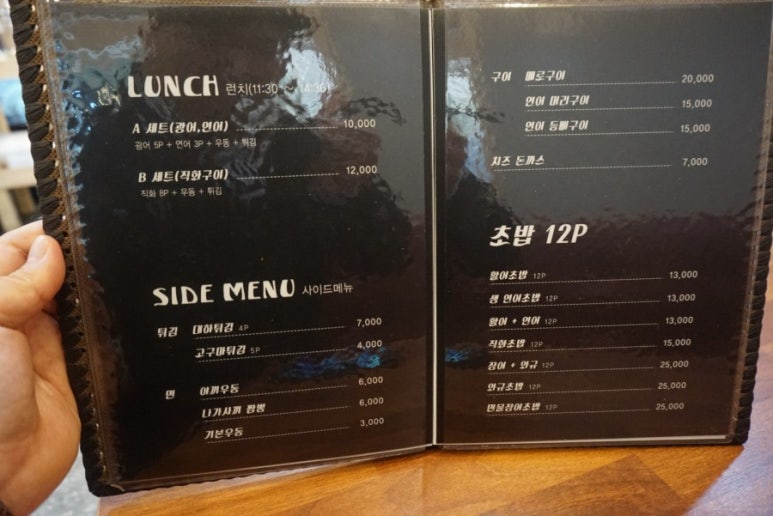 LUNCH 런치(11:30 ~ 14:30)
A 세트(광어,연어) 10,000
광어 5P + 연어 3P + 우동 + 튀김
B 세트(직화구이) 12,000
직화 8P + 우동 + 튀김
SIDE MENU 사이드메뉴
튀김 대하튀김 4P 7,000
고구마튀김 5P 4,000
면 야끼우동 6,000
나가사끼 짬뽕 6,000
기본우동 3,000
구이 메로구이 20,000
연어 머리구이 15,000
연어 등뼈구이 15,000
치즈 돈까스 7,000
초밥 12P
활어초밥 12P 13,000
생 연어초밥 12P 13,000
활어 + 연어 12P 13,000
직화초밥 12P 15,000
장어 + 와규 12P 25,000
와규초밥 12P 25,000
민물장어초밥 12P 25,000